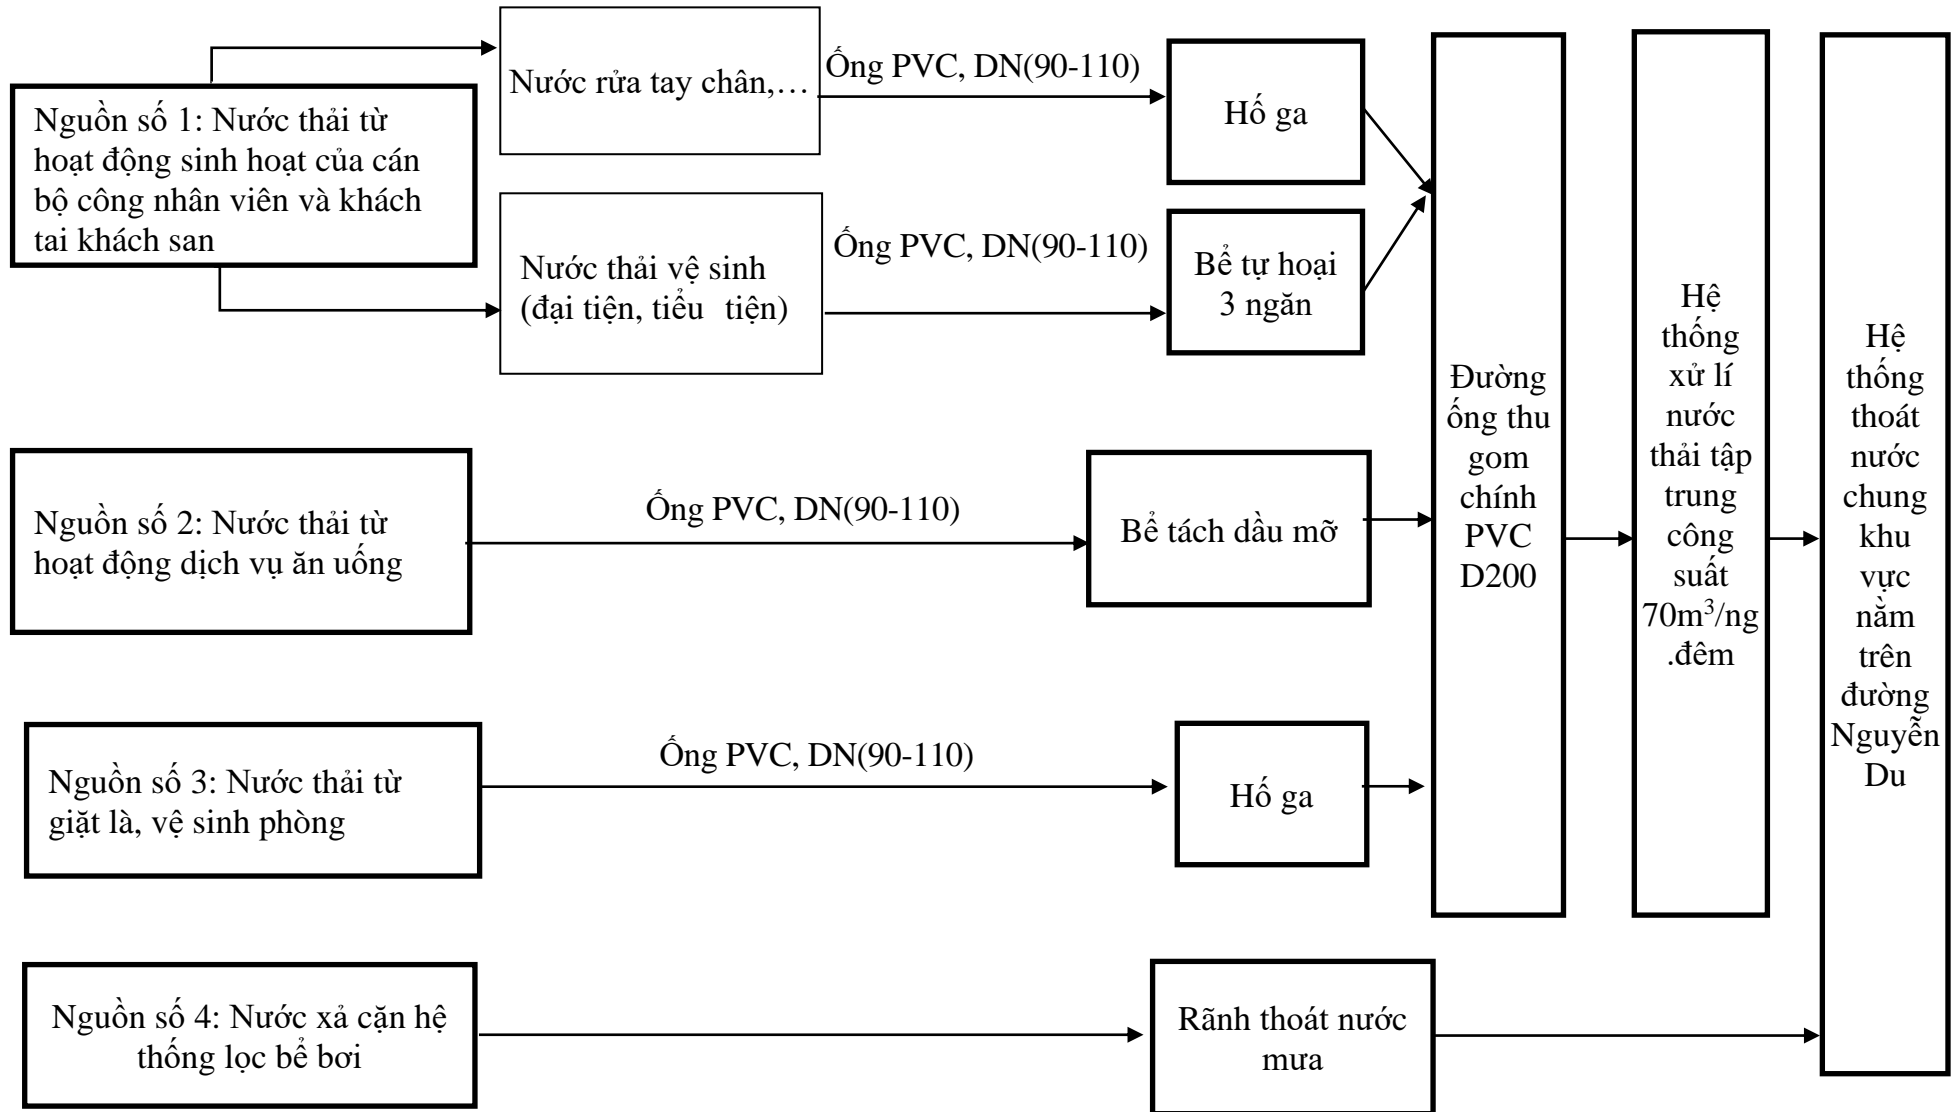 Nước rửa tay chân,…
Ống PVC, DN(90-110)
Hố ga
Nguồn số 1: Nước thải từ
hoạt động sinh hoạt của cán
bộ công nhân viên và khách
tai khách san
Nước thải vệ sinh
(đại tiện, tiểu tiện)
Ống PVC, DN(90-110)
Bể tự hoại
3 ngăn
Nguồn số 2: Nước thải từ
hoạt động dịch vụ ăn uống
Ống PVC, DN(90-110)
Bể tách dầu mỡ
Nguồn số 3: Nước thải từ
giặt là, vệ sinh phòng
Ống PVC, DN(90-110)
Hố ga
Nguồn số 4: Nước xả cặn hệ
thống lọc bể bơi
Rãnh thoát nước
mưa
Đường
ống thu
gom
chính
PVC
D200
Hệ
thống
xử lí
nước
thải tập
trung
công
suất
70m³/ng
.đêm
Hệ
thống
thoát
nước
chung
khu
vực
nằm
trên
đường
Nguyễn
Du